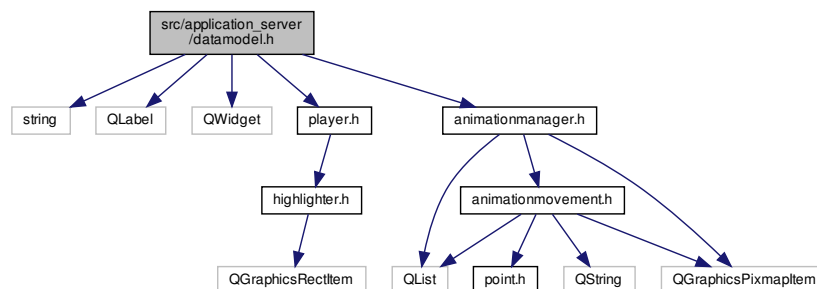 src/application_server
/datamodel.h
string
QLabel
QWidget
player.h
animationmanager.h
highlighter.h
animationmovement.h
QGraphicsRectItem
QList
point.h
QString
QGraphicsPixmapItem